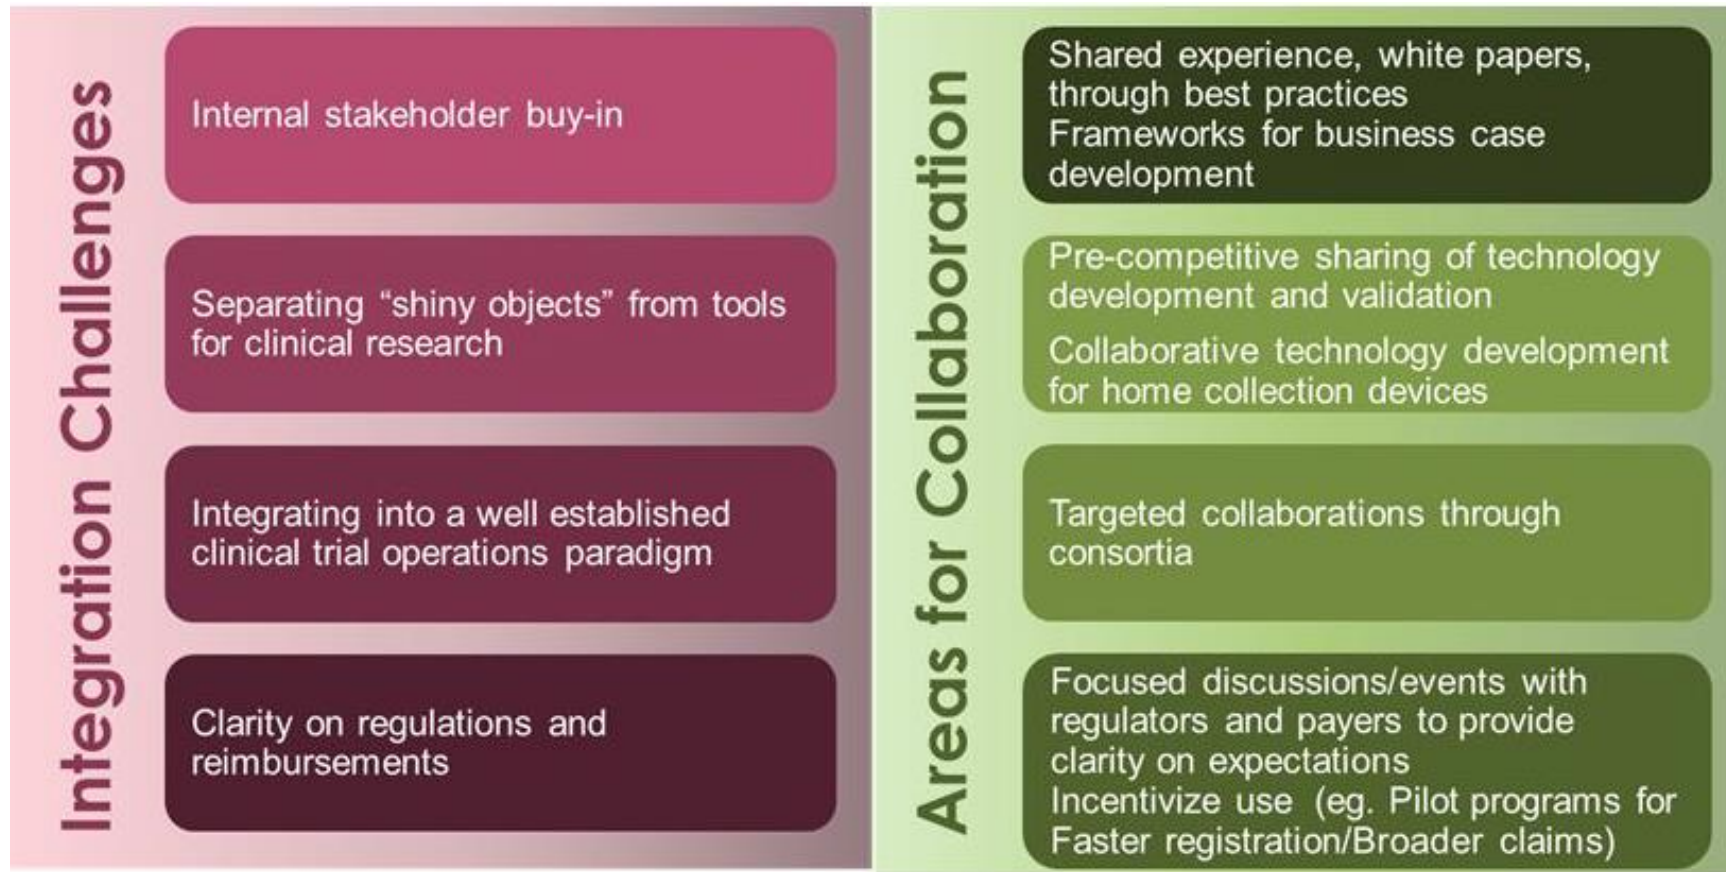 Integration Challenges
Internal stakeholder buy-in
Separating “shiny objects” from tools
for clinical research
Integrating into a well established
clinical trial operations paradigm
Clarity on regulations and
reimbursements
Areas for Collaboration
Shared experience, white papers,
through best practices
Frameworks for business case
development
Pre-competitive sharing of technology
development and validation
Collaborative technology development
for home collection devices
Targeted collaborations through
consortia
Focused discussions/events with
regulators and payers to provide
clarity on expectations
Incentivize use (eg. Pilot programs for
Faster registration/Broader claims)